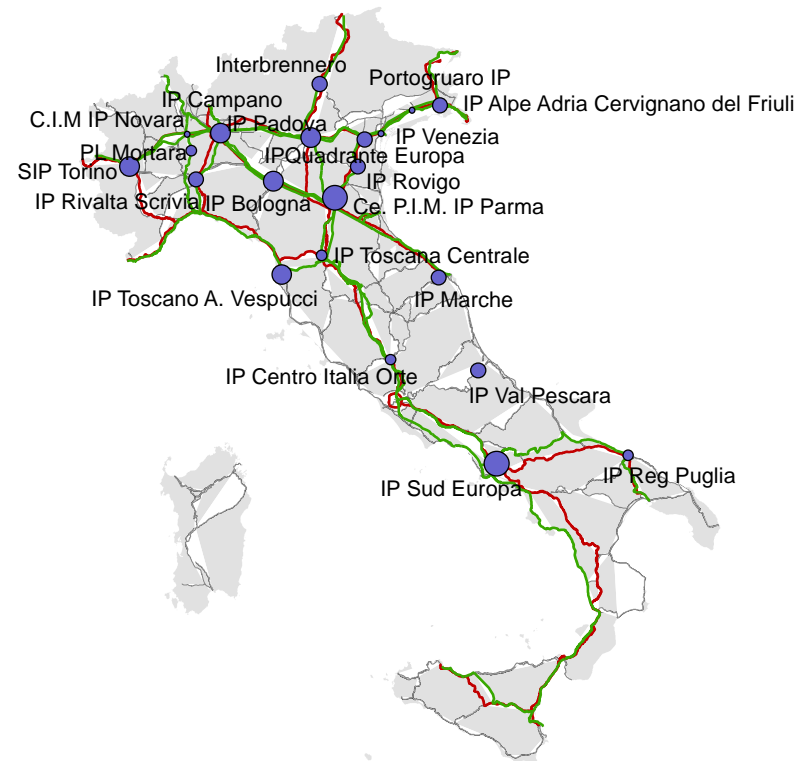 Interbrennero
Portogruaro IP
IP Campano
IP Alpe Adria Cervignano del Friuli
C.I.M IP Novara
IP Padova
IP Venezia
PL Mortara
IPQuadrante Europa
SIP Torino
IP Rovigo
IP Rivalta Scrivia
IP Bologna
Ce. P.I.M. IP Parma
IP Toscana Centrale
IP Toscano A. Vespucci
IP Marche
IP Centro Italia Orte
IP Val Pescara
IP Sud Europa
IP Reg Puglia